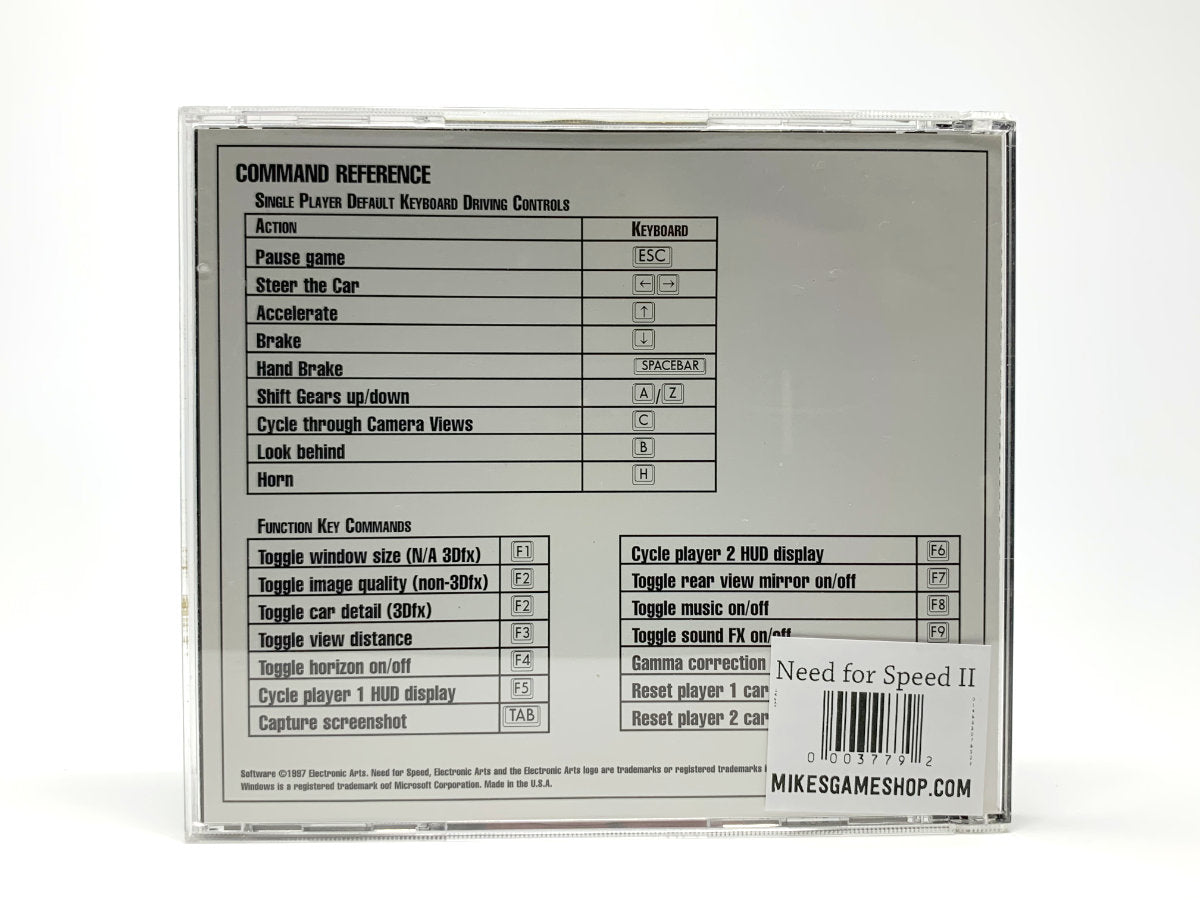 COMMAND REFERENCE
SINGLE PLAYER DEFAULT KEYBOARD DRIVING CONTROLS
ACTION KEYBOARD
Pause game ESC
Steer the Car ← →
Accelerate ↑
Brake ↓
Hand Brake SPACEBAR
Shift Gears up/down A / Z
Cycle through Camera Views C
Look behind B
Horn H
FUNCTION KEY COMMANDS
Toggle window size (N/A 3Dfx) F1
Toggle image quality (non-3Dfx) F2
Toggle car detail (3Dfx) F2
Toggle view distance F3
Toggle horizon on/off F4
Cycle player 1 HUD display F5
Capture screenshot TAB
Cycle player 2 HUD display F6
Toggle rear view mirror on/off F7
Toggle music on/off F8
Toggle sound FX on/off F9
Gamma correction
Reset player 1 car
Reset player 2 car
Software ©1997 Electronic Arts. Need for Speed, Electronic Arts and the Electronic Arts logo are trademarks or registered trademarks
Windows is a registered trademark oof Microsoft Corporation. Made in the U.S.A.
Need for Speed II
0 003779 2
MIKESGAMESHOP.COM